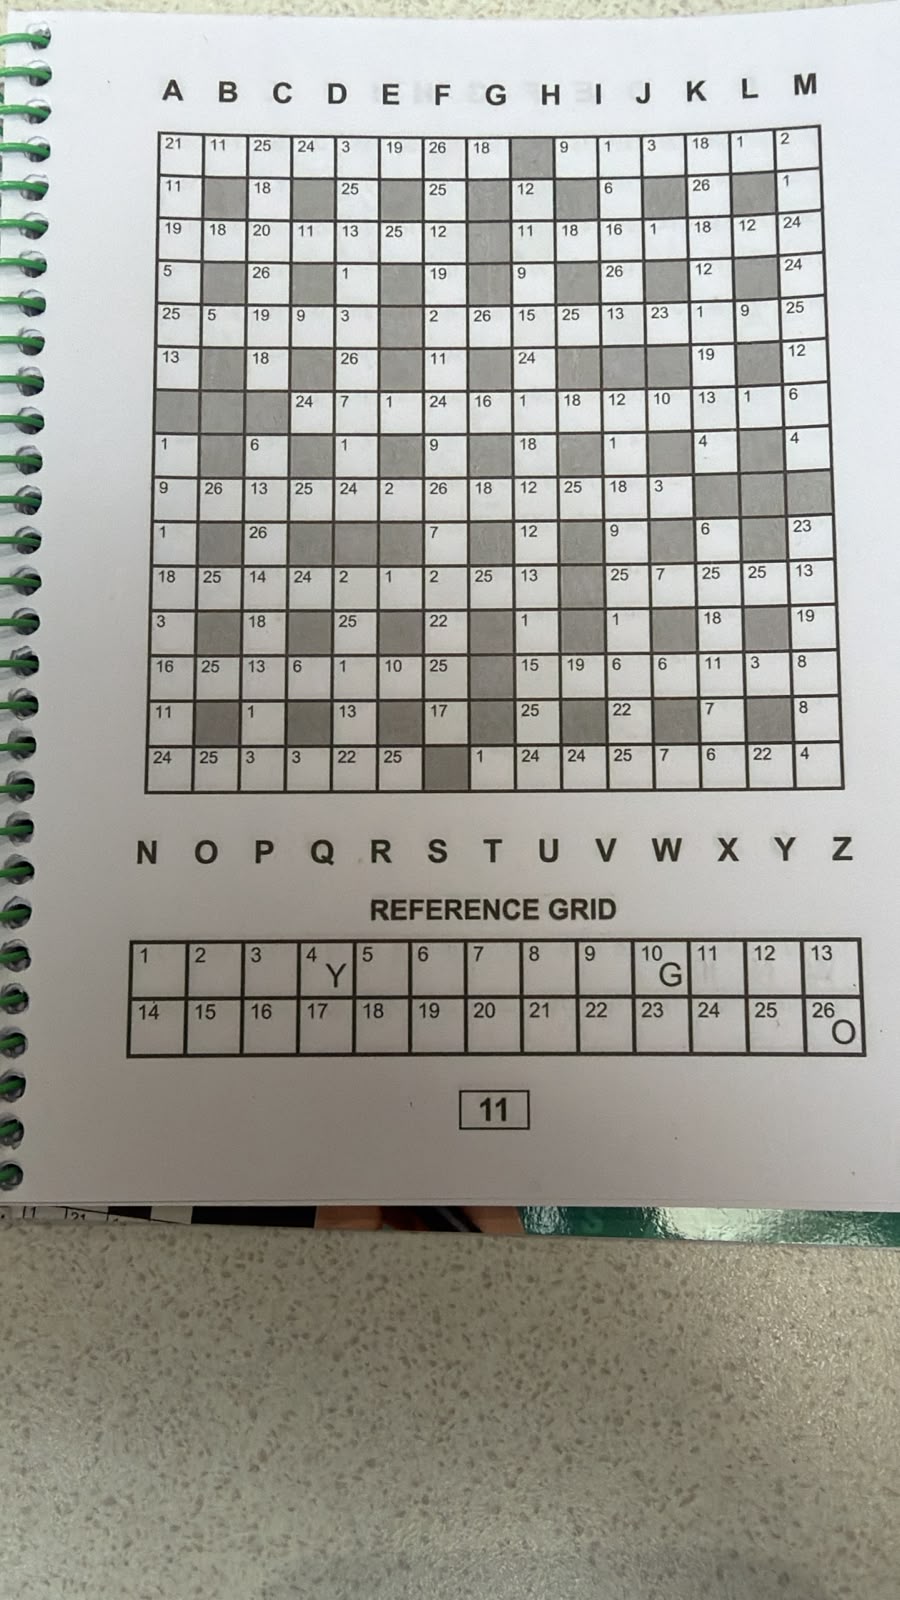 A B C D E F G H I J K L M
21 11 25 24 3 19 26 18 9 1 3 18 1 2
11 18 25 25 12 6 26 1
19 18 20 11 13 25 12 11 18 16 1 18 12 24
5 26 1 19 9 26 12 24
25 5 19 9 3 2 26 15 25 13 23 1 9 25
13 18 26 11 24 19 12
24 7 1 24 16 1 18 12 10 13 1 6
1 6 1 9 18 1 4 4
9 26 13 25 24 2 26 18 12 25 18 3
1 26 7 12 9 6 23
18 25 14 24 2 1 2 25 13 25 7 25 25 13
3 18 25 22 1 1 18 19
16 25 13 6 1 10 25 15 19 6 6 11 3 8
11 1 13 17 25 22 7 8
24 25 3 3 22 25 1 24 24 25 7 6 22 4
N O P Q R S T U V W X Y Z
REFERENCE GRID
1 2 3 4 Y 5 6 7 8 9 10 G 11 12 13
14 15 16 17 18 19 20 21 22 23 24 25 26 O
11